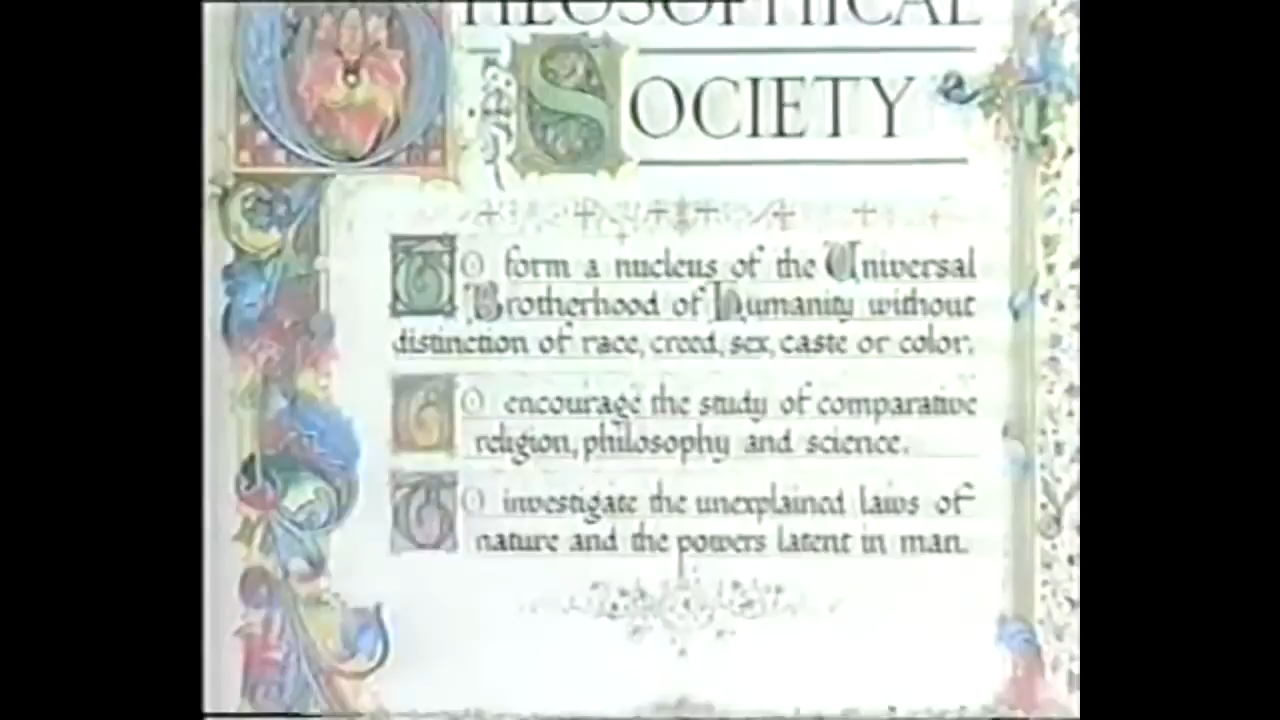 HEOSOPHICAL
SOCIETY
TO form a nucleus of the Universal
Brotherhood of Humanity without
distinction of race, creed, sex, caste or color.
TO encourage the study of comparative
religion, philosophy and science.
TO investigate the unexplained laws of
nature and the powers latent in man.